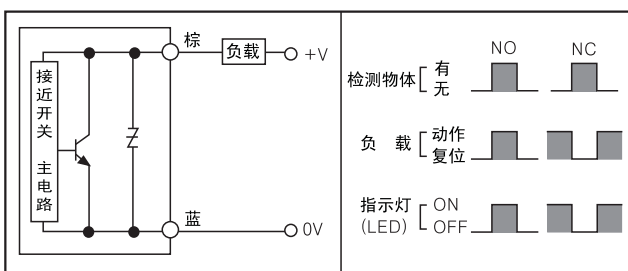 棕
负载
+V
接近开关 主电路
蓝
0V
NO NC
检测物体 有
无
负 载 动作
复位
指示灯 ON
(LED) OFF